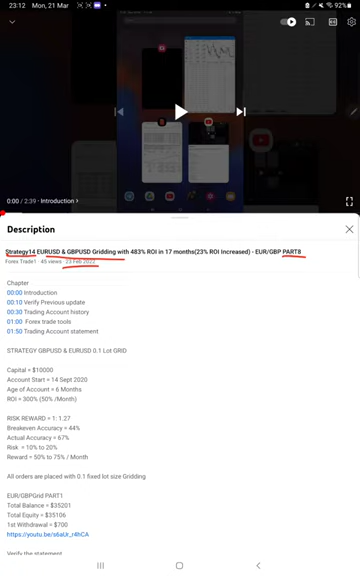 23:12 Mon, 21 Mar
92%
0:00 / 2:39 · Introduction
Description
Strategy14 EURUSD & GBPUSD Gridding with 483% ROI in 17 months(23% ROI Increased) - EUR/GBP PART8
Forex Trade1 · 45 views · 23 Feb 2022
Chapter
00:00 Introduction
00:10 Verify Previous update
00:30 Trading Account history
01:00 Forex trade tools
01:50 Trading Account statement
STRATEGY GBPUSD & EURUSD 0.1 Lot GRID
Capital = $10000
Account Start = 14 Sept 2020
Age of Account = 6 Months
ROI = 300% (50% /Month)
RISK REWARD = 1: 1.27
Breakeven Accuracy = 44%
Actual Accuracy = 67%
Risk = 10% to 20%
Reward = 50% to 75% / Month
All orders are placed with 0.1 fixed lot size Gridding
EUR/GBPGrid PART1
Total Balance = $35201
Total Equity = $35106
1st Withdrawal = $700
https://youtu.be/s6aUr_r4hCA
Verify the statement